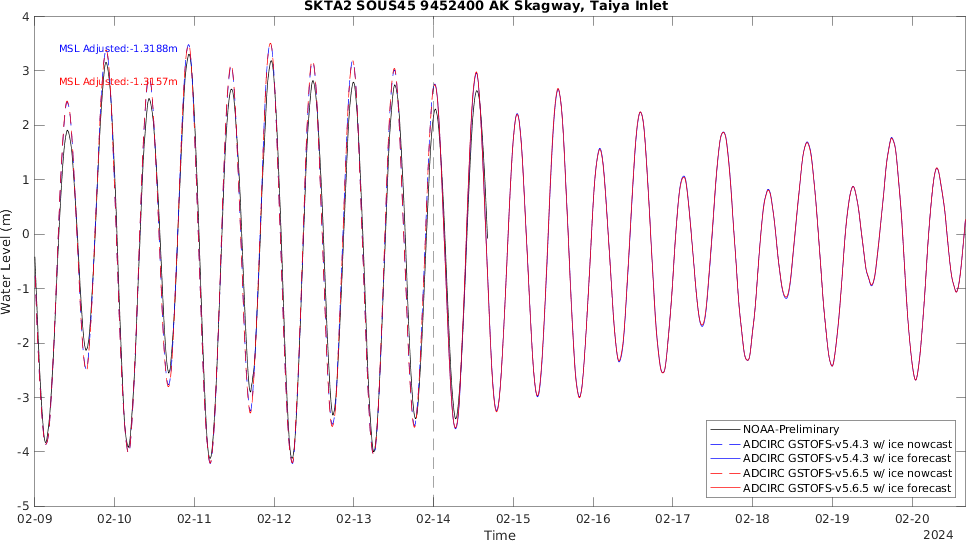 SKTA2 SOUS45 9452400 AK Skagway, Taiya Inlet
4
3
2
1
0
-1
-2
-3
-4
-5
Water Level (m)
MSL Adjusted:-1.3188m
MSL Adjusted:-1.3157m
NOAA-Preliminary
ADCIRC GSTOFS-v5.4.3 w/ ice nowcast
ADCIRC GSTOFS-v5.4.3 w/ ice forecast
ADCIRC GSTOFS-v5.6.5 w/ ice nowcast
ADCIRC GSTOFS-v5.6.5 w/ ice forecast
02-09 02-10 02-11 02-12 02-13 02-14 02-15 02-16 02-17 02-18 02-19 02-20
Time
2024